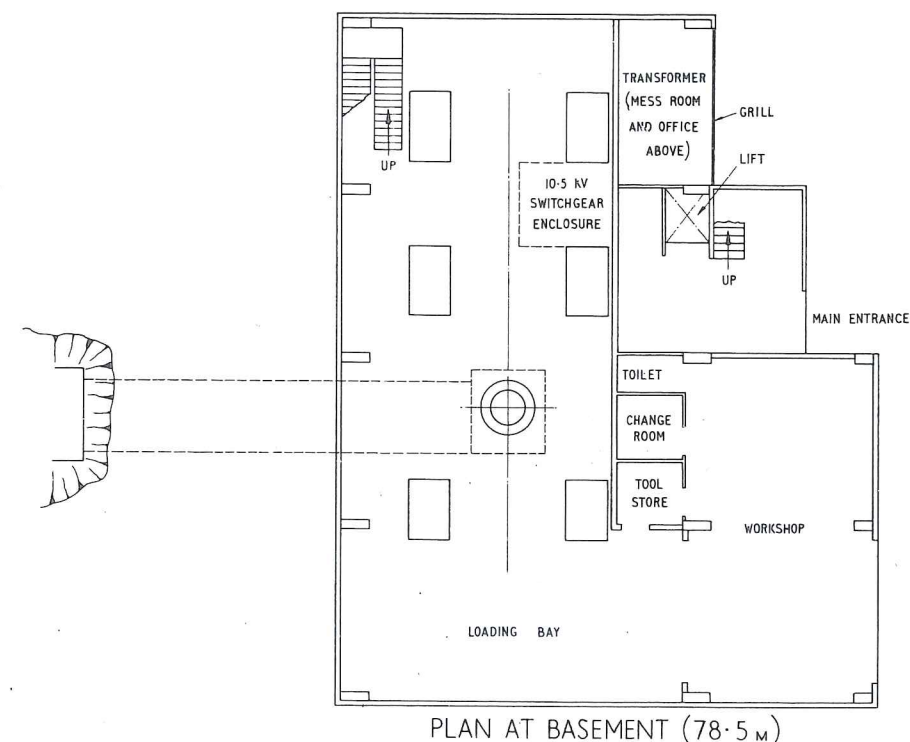 TRANSFORMER
(MESS ROOM
AND OFFICE
ABOVE)
GRILL
LIFT
UP
10·5 kV
SWITCHGEAR
ENCLOSURE
UP
MAIN ENTRANCE
TOILET
CHANGE
ROOM
TOOL
STORE
WORKSHOP
LOADING BAY
PLAN AT BASEMENT (78·5 M)